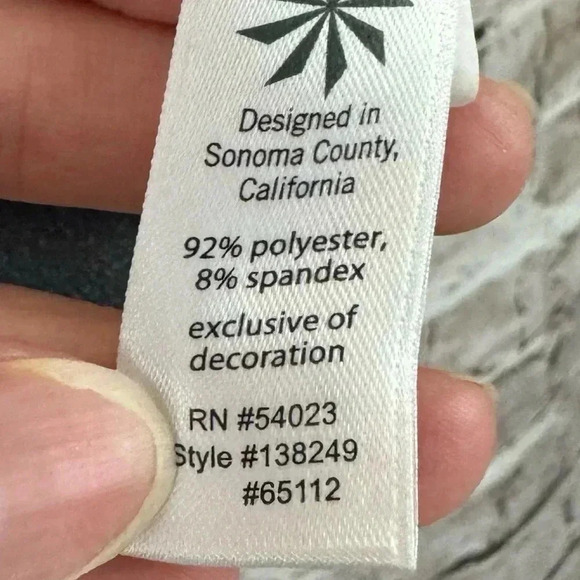 Designed in
Sonoma County,
California
92% polyester,
8% spandex
exclusive of
decoration
RN #54023
Style #138249
#65112